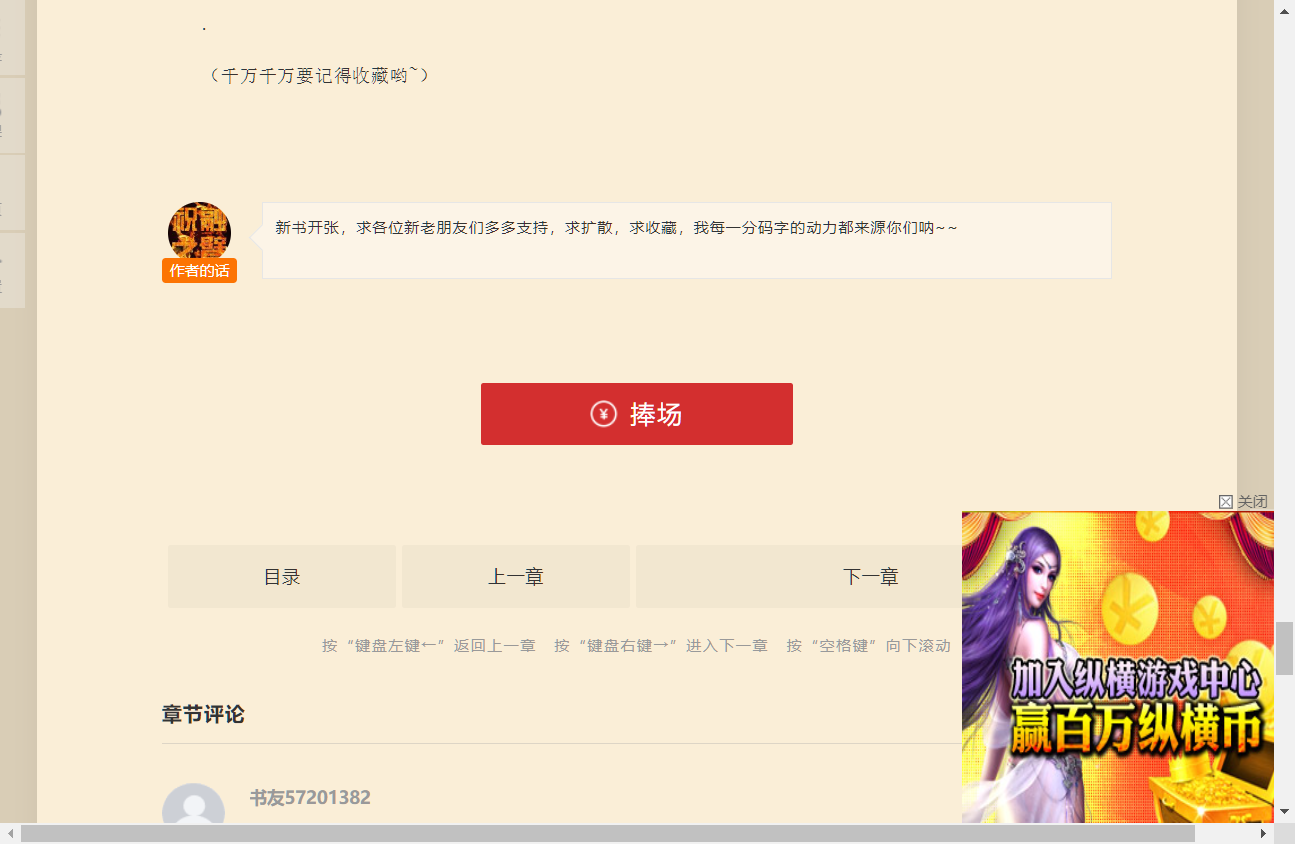 .
（千万千万要记得收藏哟~）
新书开张，求各位新老朋友们多多支持，求扩散，求收藏，我每一分码字的动力都来源你们呐~~
作者的话
¥ 捧场
关闭
目录
上一章
下一章
按“键盘左键←”返回上一章 按“键盘右键→”进入下一章 按“空格键”向下滚动
加入纵横游戏中心
赢百万纵横币
章节评论
书友57201382